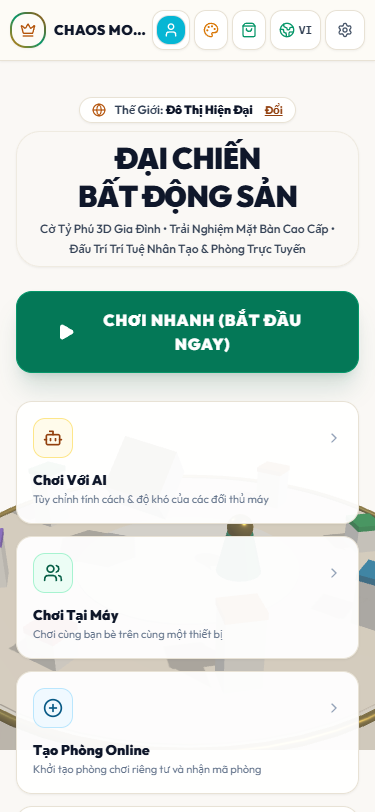 CHAOS MO...
VI
Thế Giới: Đô Thị Hiện Đại Đổi
ĐẠI CHIẾN
BẤT ĐỘNG SẢN
Cờ Tỷ Phú 3D Gia Đình • Trải Nghiệm Mặt Bàn Cao Cấp •
Đấu Trí Trí Tuệ Nhân Tạo & Phòng Trực Tuyến
CHƠI NHANH (BẮT ĐẦU
NGAY)
Chơi Với AI
Tùy chỉnh tính cách & độ khó của các đối thủ máy
Chơi Tại Máy
Chơi cùng bạn bè trên cùng một thiết bị
Tạo Phòng Online
Khởi tạo phòng chơi riêng tư và nhận mã phòng